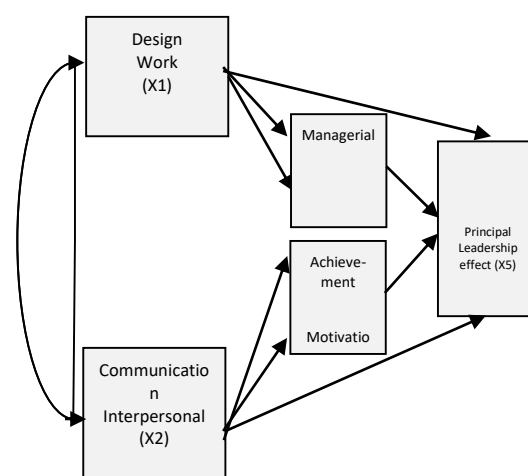 Design
Work
(X1)
Managerial
Principal
Leadership
effect (X5)
Achieve-
ment
Motivatio
Communicatio
n
Interpersonal
(X2)